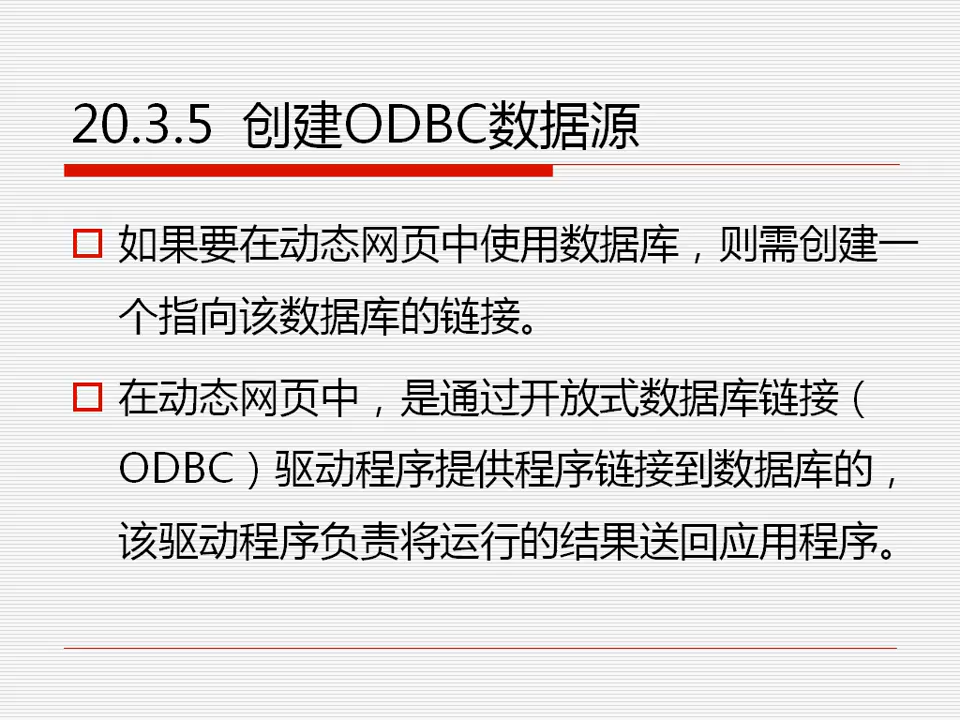 20.3.5 创建ODBC数据源
如果要在动态网页中使用数据库，则需创建一
个指向该数据库的链接。
在动态网页中，是通过开放式数据库链接（
ODBC）驱动程序提供程序链接到数据库的，
该驱动程序负责将运行的结果送回应用程序。